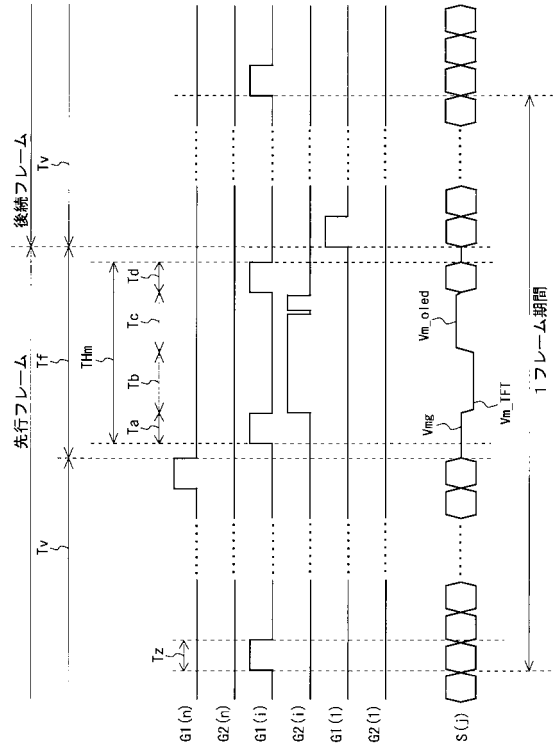 先行フレーム
後続フレーム
Tv
Tf
Tv
THm
Tz
Ta
Tb
Tc
Td
G1(n)
G2(n)
G1(i)
G2(i)
G1(1)
G2(1)
S(j)
Vmg
Vm_TFT
Vm_oled
1フレーム期間